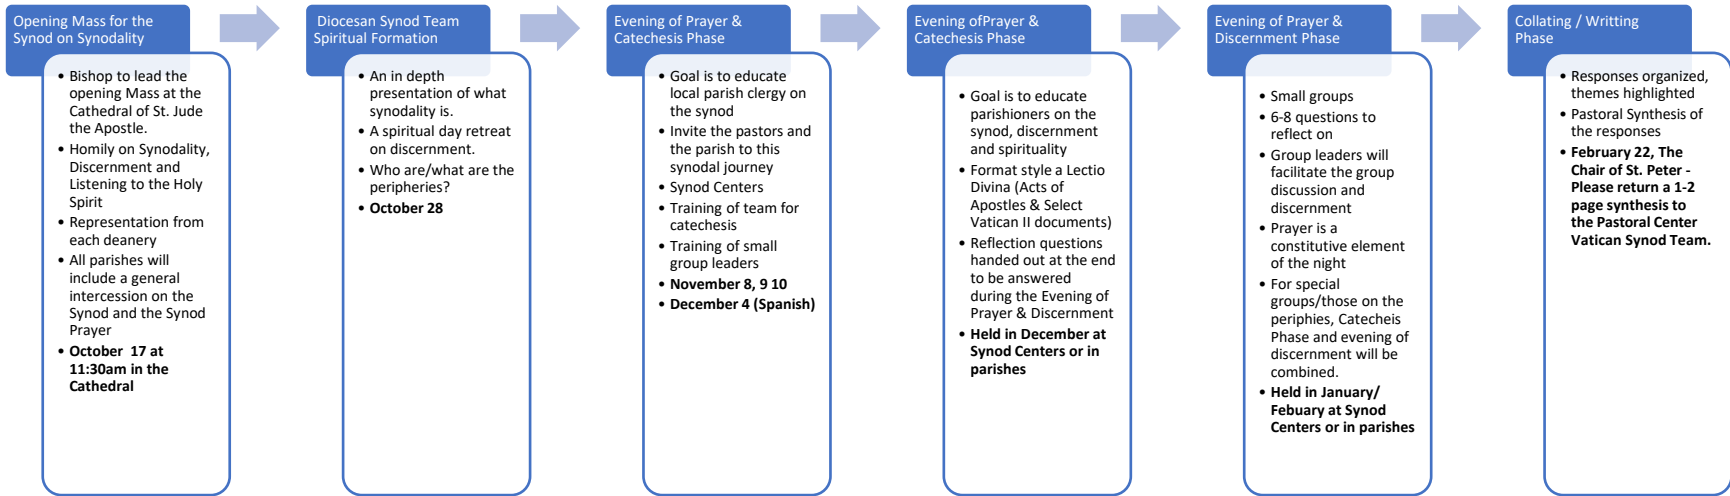 Opening Mass for the
Synod on Synodality
• Bishop to lead the
opening Mass at the
Cathedral of St. Jude
the Apostle.
• Homily on Synodality,
Discernment and
Listening to the Holy
Spirit
• Representation from
each deanery
• All parishes will
include a general
intercession on the
Synod and the Synod
Prayer
• October  17 at
11:30am in the
Cathedral
Diocesan Synod Team
Spiritual Formation
• An in depth
presentation of what
synodality is.
• A spiritual day retreat
on discernment.
• Who are/what are the
peripheries?
• October 28
Evening of Prayer &
Catechesis Phase
• Goal is to educate
local parish clergy on
the synod
• Invite the pastors and
the parish to this
synodal journey
• Synod Centers
• Training of team for
catechesis
• Training of small
group leaders
• November 8, 9 10
• December 4 (Spanish)
Evening ofPrayer &
Catechesis Phase
• Goal is to educate
parishioners on the
synod, discernment
and spirituality
• Format style a Lectio
Divina (Acts of
Apostles & Select
Vatican II documents)
• Reflection questions
handed out at the end
to be answered
during the Evening of
Prayer & Discernment
• Held in December at
Synod Centers or in
parishes
Evening of Prayer &
Discernment Phase
• Small groups
• 6-8 questions to
reflect on
• Group leaders will
facilitate the group
discussion and
discernment
• Prayer is a
constitutive element
of the night
• For special
groups/those on the
periphies, Catecheis
Phase and evening of
discernment will be
combined.
• Held in January/
Febuary at Synod
Centers or in parishes
Collating / Writting
Phase
• Responses organized,
themes highlighted
• Pastoral Synthesis of
the responses
• February 22, The
Chair of St. Peter -
Please return a 1-2
page synthesis to
the Pastoral Center
Vatican Synod Team.